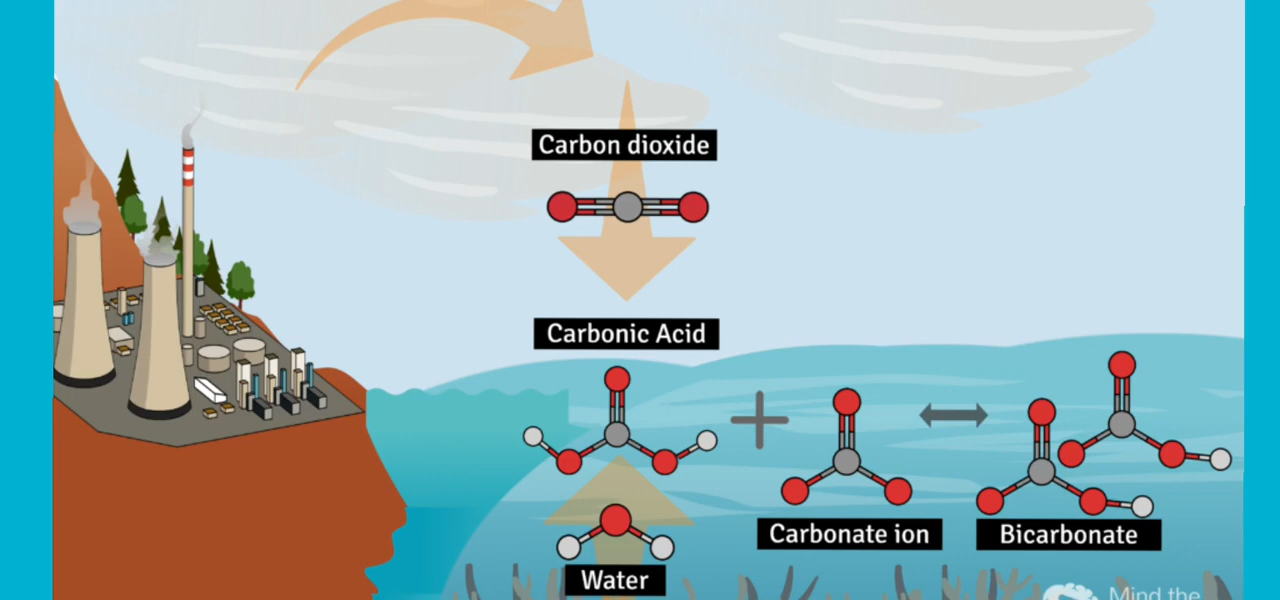 Carbon dioxide
Carbonic Acid
Carbonate ion
Bicarbonate
Water
Mind the